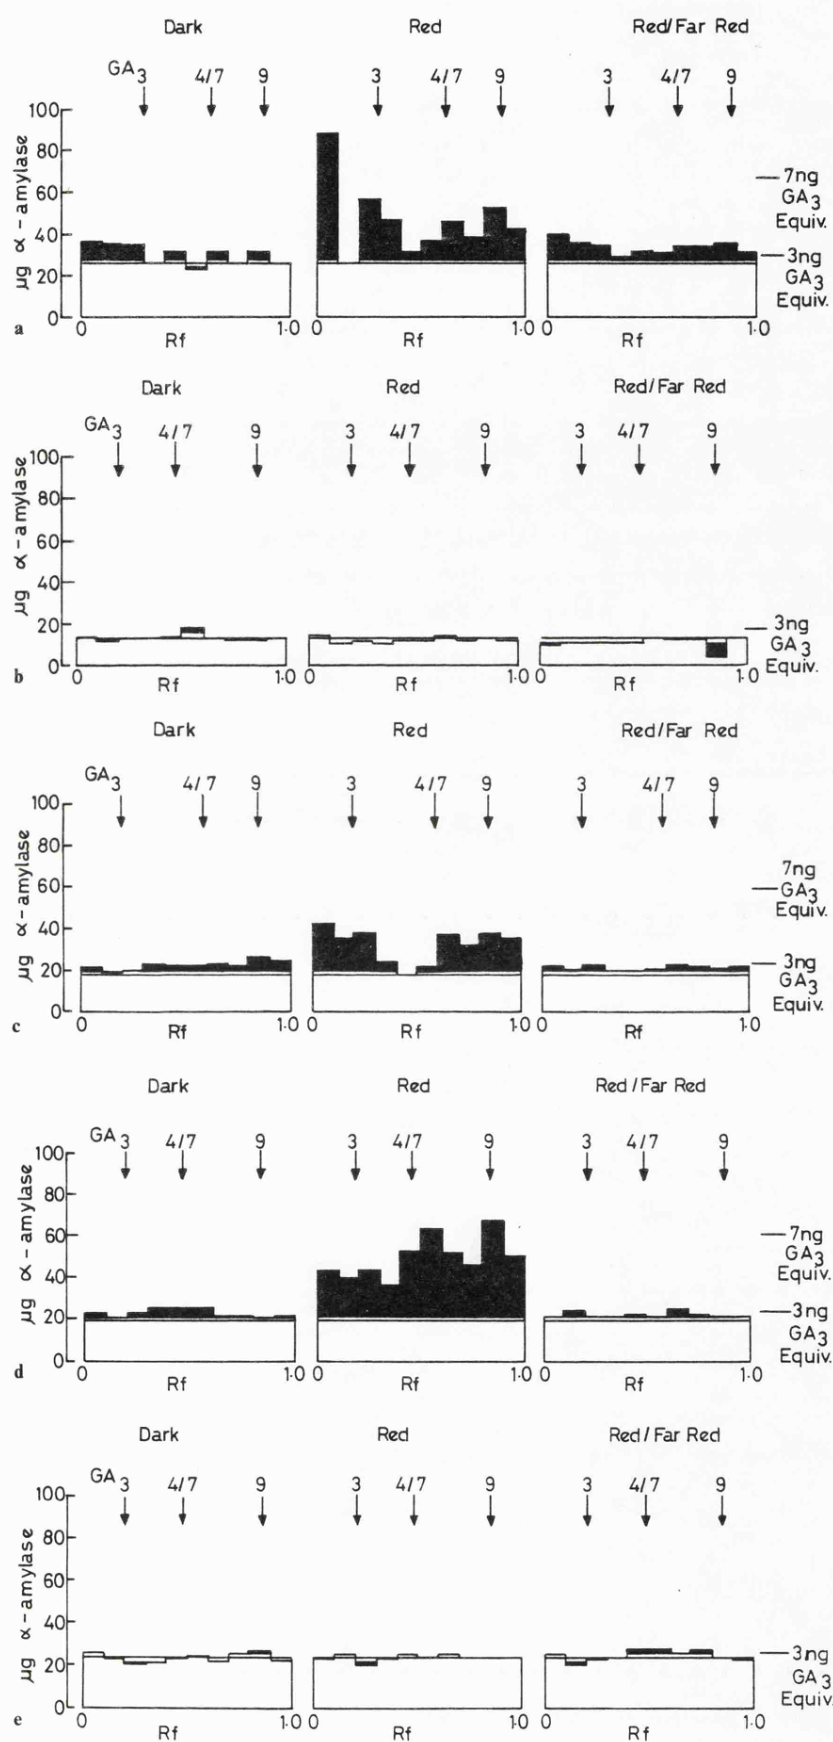 Dark Red Red/Far Red
GA3 4/7 9 3 4/7 9 3 4/7 9
100
80
60
40
20
0
µg α-amylase
7ng
GA3
Equiv.
3ng
GA3
Equiv.
a
0 1·0 0 1·0 0 1·0
Rf Rf Rf
Dark Red Red/Far Red
GA3 4/7 9 3 4/7 9 3 4/7 9
100
80
60
40
20
0
µg α-amylase
3ng
GA3
Equiv.
b
0 1·0 0 1·0 0 1·0
Rf Rf Rf
Dark Red Red/Far Red
GA3 4/7 9 3 4/7 9 3 4/7 9
100
80
60
40
20
0
µg α-amylase
7ng
GA3
Equiv.
3ng
GA3
Equiv.
c
0 1·0 0 1·0 0 1·0
Rf Rf Rf
Dark Red Red/Far Red
GA3 4/7 9 3 4/7 9 3 4/7 9
100
80
60
40
20
0
µg α-amylase
7ng
GA3
Equiv.
3ng
GA3
Equiv.
d
0 1·0 0 1·0 0 1·0
Rf Rf Rf
Dark Red Red/Far Red
GA3 4/7 9 3 4/7 9 3 4/7 9
100
80
60
40
20
0
µg α-amylase
3ng
GA3
Equiv.
e
0 1·0 0 1·0 0 1·0
Rf Rf Rf